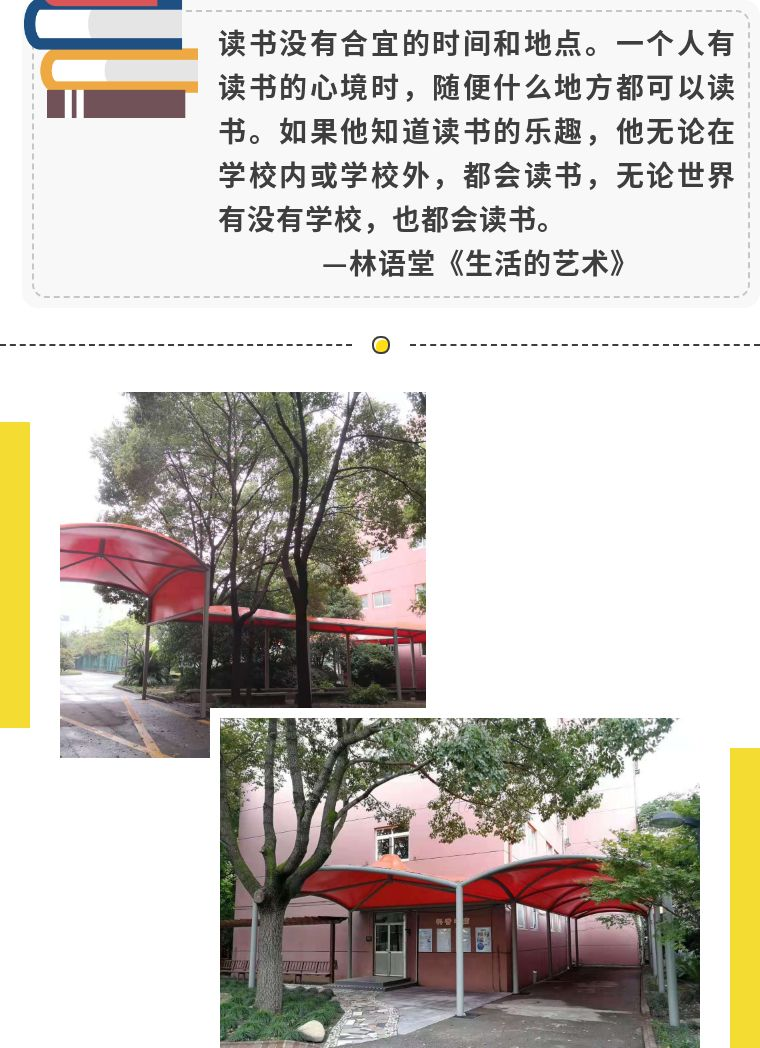 读书没有合宜的时间和地点。一个人有
读书的心境时，随便什么地方都可以读
书。如果他知道读书的乐趣，他无论在
学校内或学校外，都会读书，无论世界
有没有学校，也都会读书。
—林语堂《生活的艺术》